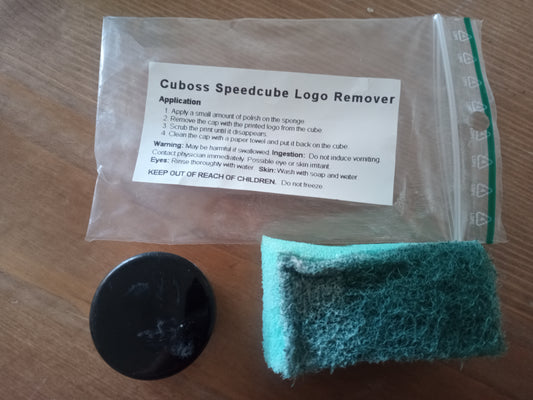 Cuboss Speedcube Logo Remover
Application
1. Apply a small amount of polish on the sponge
2. Remove the cap with the printed logo from the cube
3. Scrub the print until it disappears.
4. Clean the cap with a paper towel and put it back on the cube.
Warning: May be harmful if swallowed. Ingestion: Do not induce vomiting.
Contact physician immediately. Possible eye or skin irritant.
Eyes: Rinse thoroughly with water. Skin: Wash with soap and water
KEEP OUT OF REACH OF CHILDREN. Do not freeze